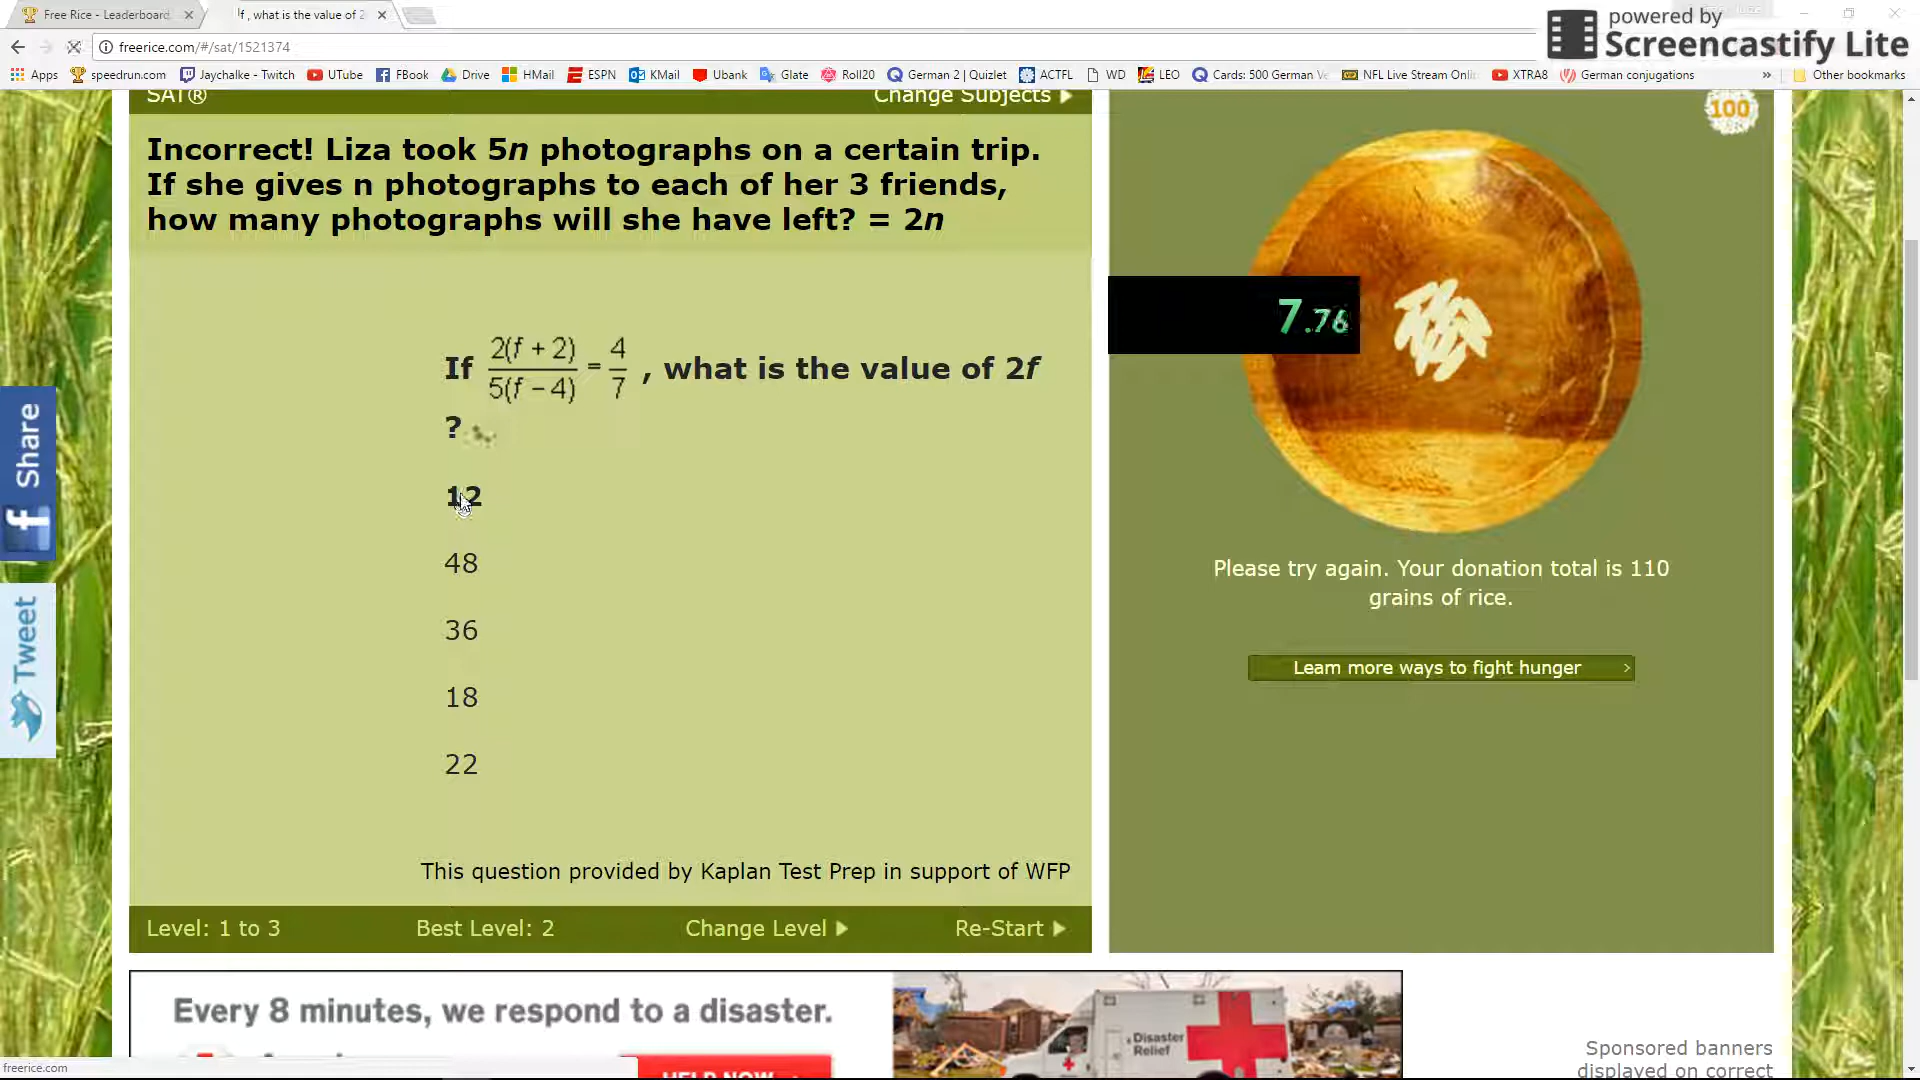 Free Rice - Leaderboard
If , what is the value of 2
powered by
Screencastify Lite
freerice.com/#/sat/1521374
Apps speedrun.com Jaychalke - Twitch UTube FBook Drive HMail ESPN KMail Ubank Glate Roll20 German 2 | Quizlet ACTFL WD LEO Cards: 500 German Ve NFL Live Stream Onli XTRA8 German conjugations » Other bookmarks
SAT® Change Subjects
100
Incorrect! Liza took 5n photographs on a certain trip.
If she gives n photographs to each of her 3 friends,
how many photographs will she have left? = 2n
If 2(f + 2) / 5(f - 4) = 4 / 7 , what is the value of 2f
?
7.76
12
48
36
18
22
Please try again. Your donation total is 110
grains of rice.
Learn more ways to fight hunger
Share
Tweet
This question provided by Kaplan Test Prep in support of WFP
Level: 1 to 3 Best Level: 2 Change Level Re-Start
Every 8 minutes, we respond to a disaster.
Disaster
Relief
HELP NOW
Sponsored banners
displayed on correct
freerice.com